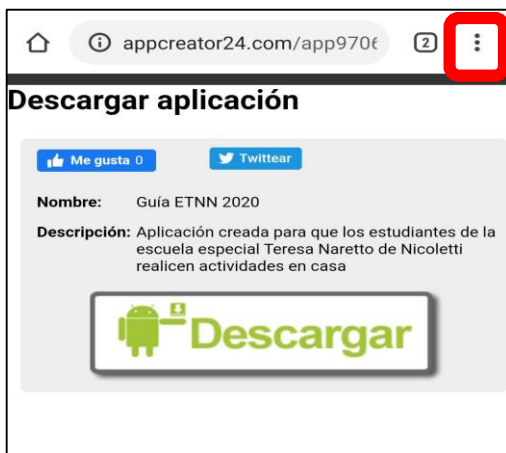 appcreator24.com/app970
2
Descargar aplicación
Me gusta 0
Twittear
Nombre: Guía ETNN 2020
Descripción: Aplicación creada para que los estudiantes de la
escuela especial Teresa Naretto de Nicoletti
realicen actividades en casa
Descargar